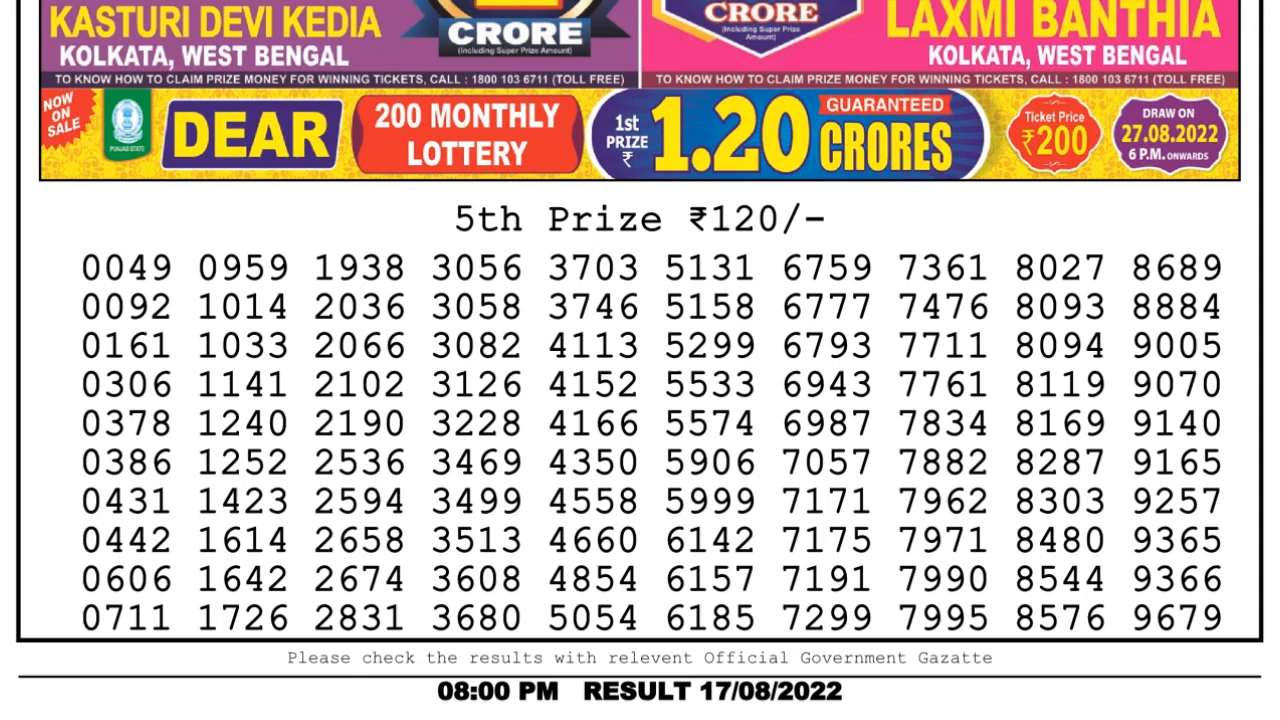 KASTURI DEVI KEDIA
KOLKATA, WEST BENGAL
CRORE
(Including Super Prize Amount)
CRORE
(Including Super Prize
Amount)
LAXMI BANTHIA
KOLKATA, WEST BENGAL
TO KNOW HOW TO CLAIM PRIZE MONEY FOR WINNING TICKETS, CALL : 1800 103 6711 (TOLL FREE)
TO KNOW HOW TO CLAIM PRIZE MONEY FOR WINNING TICKETS, CALL : 1800 103 6711 (TOLL FREE)
NOW
ON
SALE
PUNJAB STATE
DEAR
200 MONTHLY
LOTTERY
1st
PRIZE
₹
1.20
GUARANTEED
CRORES
Ticket Price
₹200
DRAW ON
27.08.2022
6 P.M. ONWARDS
5th Prize ₹120/-
0049 0959 1938 3056 3703 5131 6759 7361 8027 8689
0092 1014 2036 3058 3746 5158 6777 7476 8093 8884
0161 1033 2066 3082 4113 5299 6793 7711 8094 9005
0306 1141 2102 3126 4152 5533 6943 7761 8119 9070
0378 1240 2190 3228 4166 5574 6987 7834 8169 9140
0386 1252 2536 3469 4350 5906 7057 7882 8287 9165
0431 1423 2594 3499 4558 5999 7171 7962 8303 9257
0442 1614 2658 3513 4660 6142 7175 7971 8480 9365
0606 1642 2674 3608 4854 6157 7191 7990 8544 9366
0711 1726 2831 3680 5054 6185 7299 7995 8576 9679
Please check the results with relevent Official Government Gazatte
08:00 PM RESULT 17/08/2022